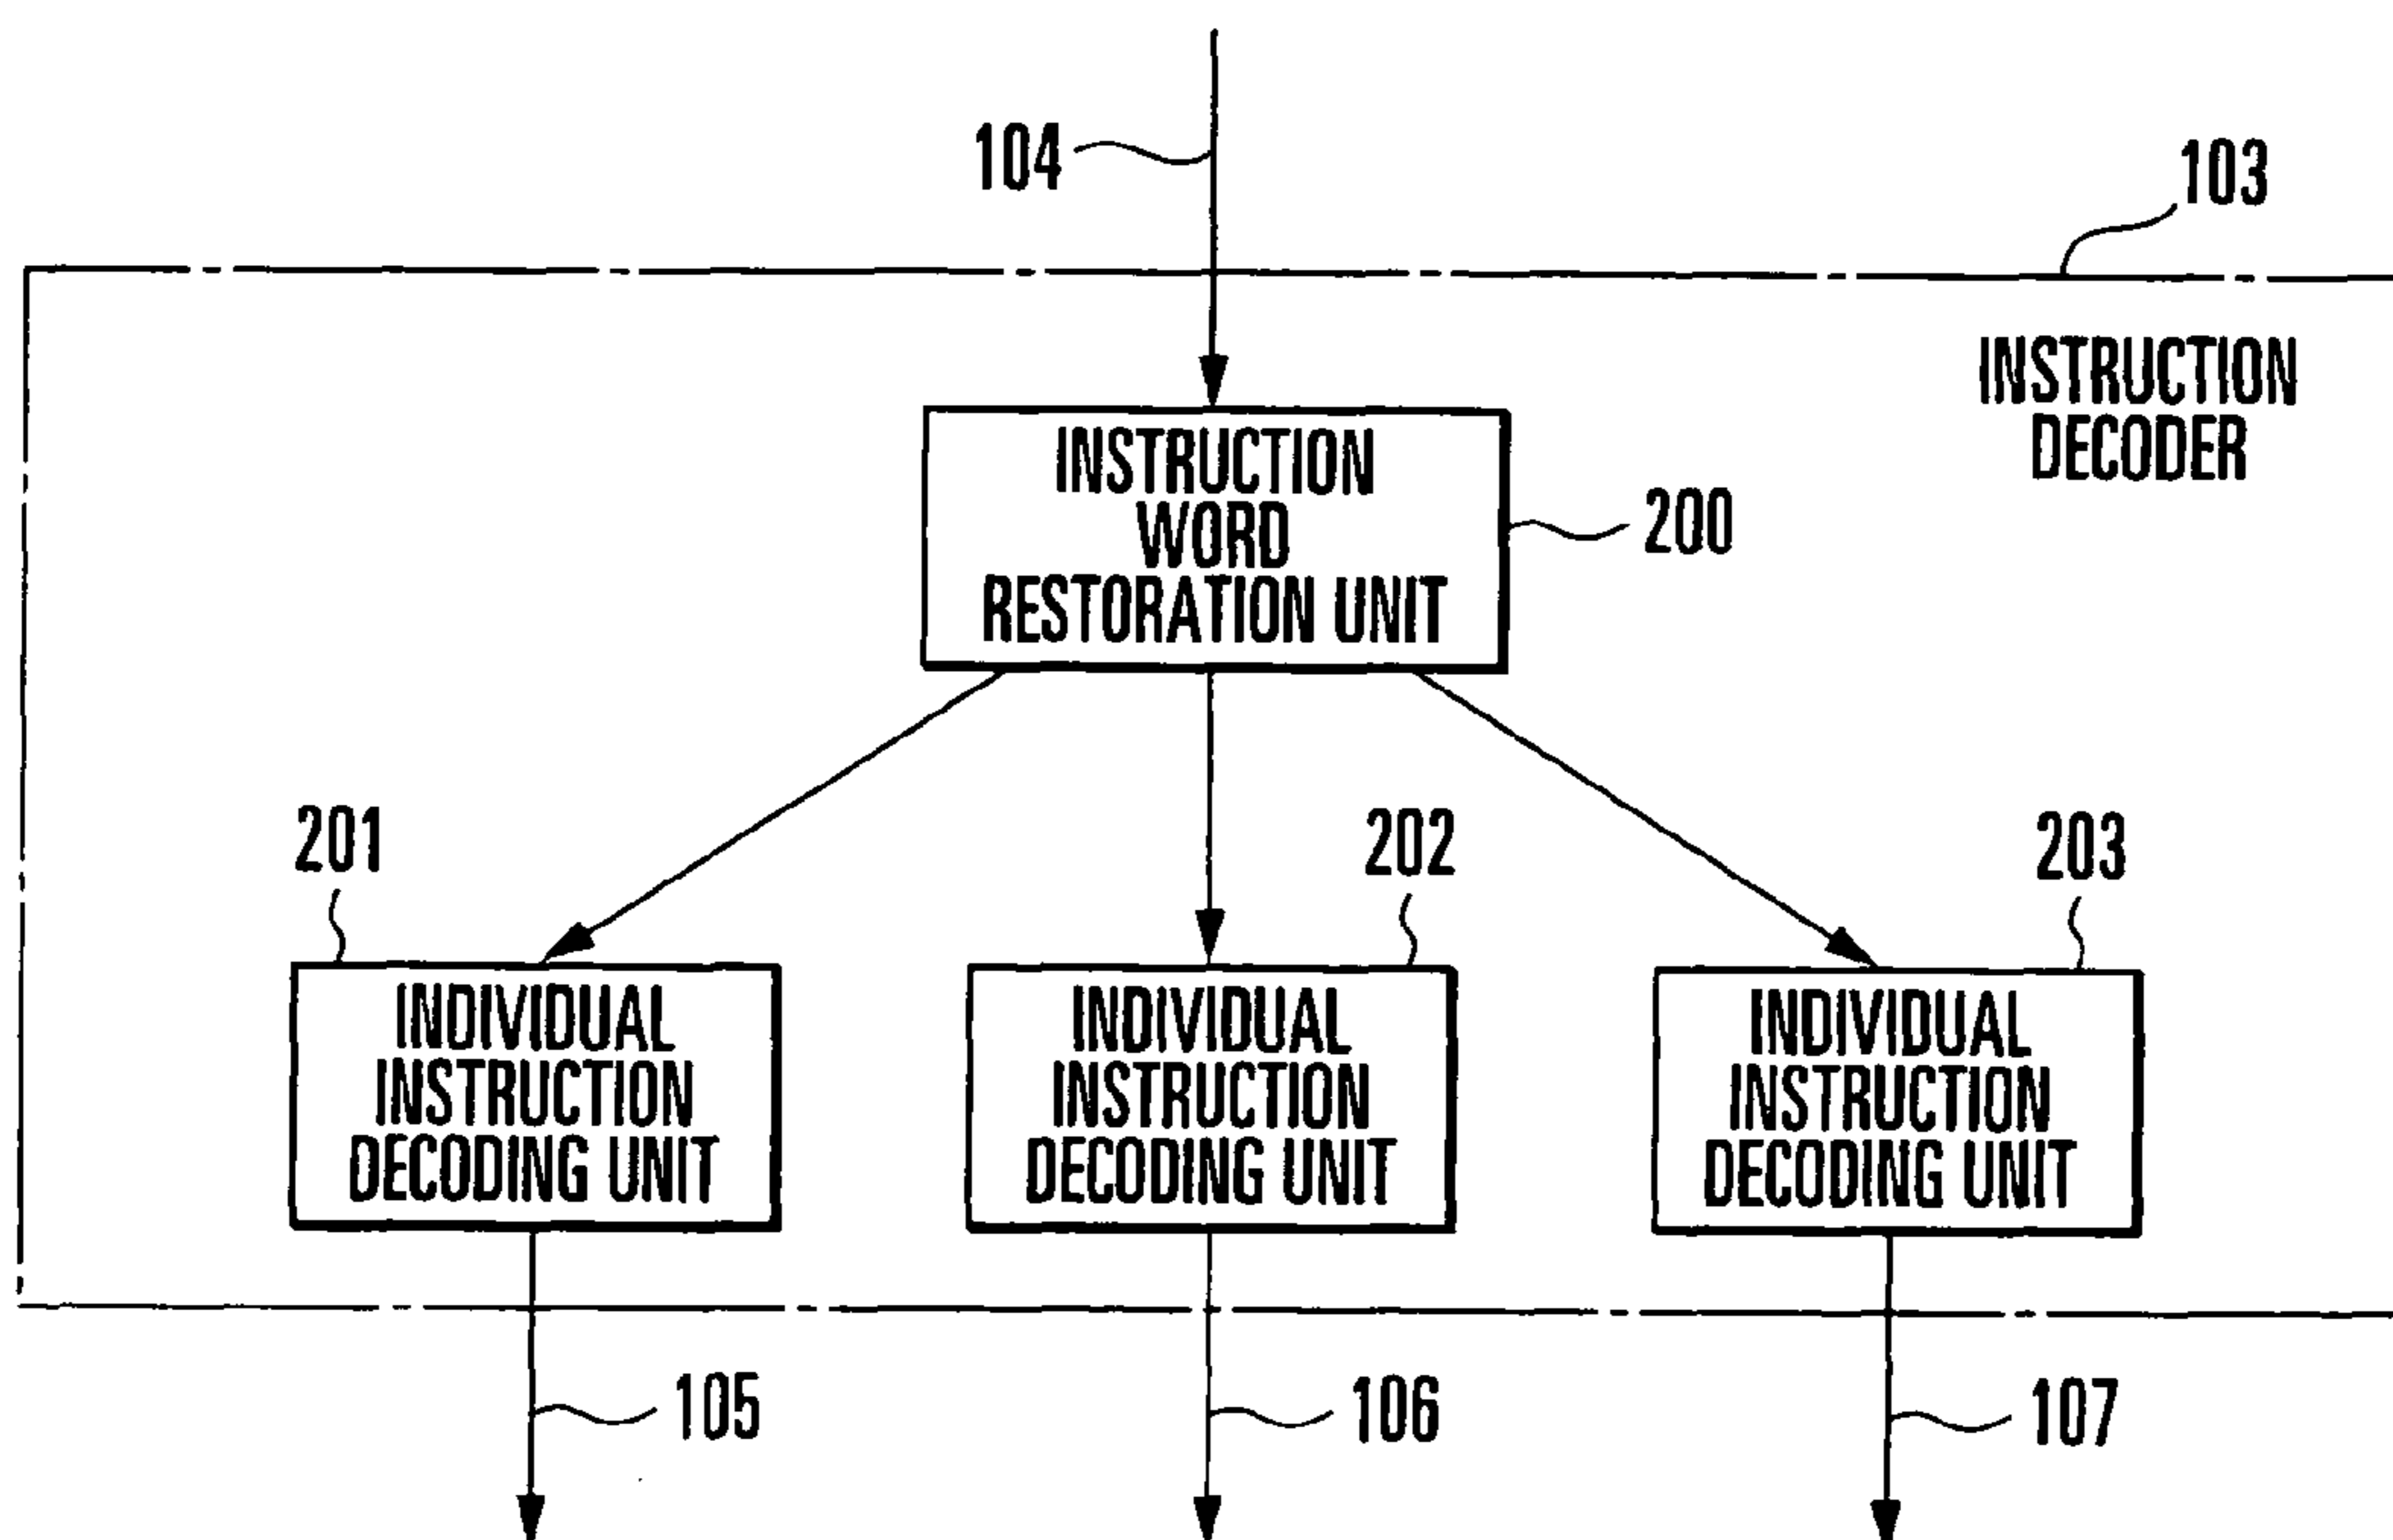 104
103
INSTRUCTION
DECODER
INSTRUCTION
WORD
RESTORATION UNIT
200
201
202
203
INDIVIDUAL
INSTRUCTION
DECODING UNIT
INDIVIDUAL
INSTRUCTION
DECODING UNIT
INDIVIDUAL
INSTRUCTION
DECODING UNIT
105
106
107